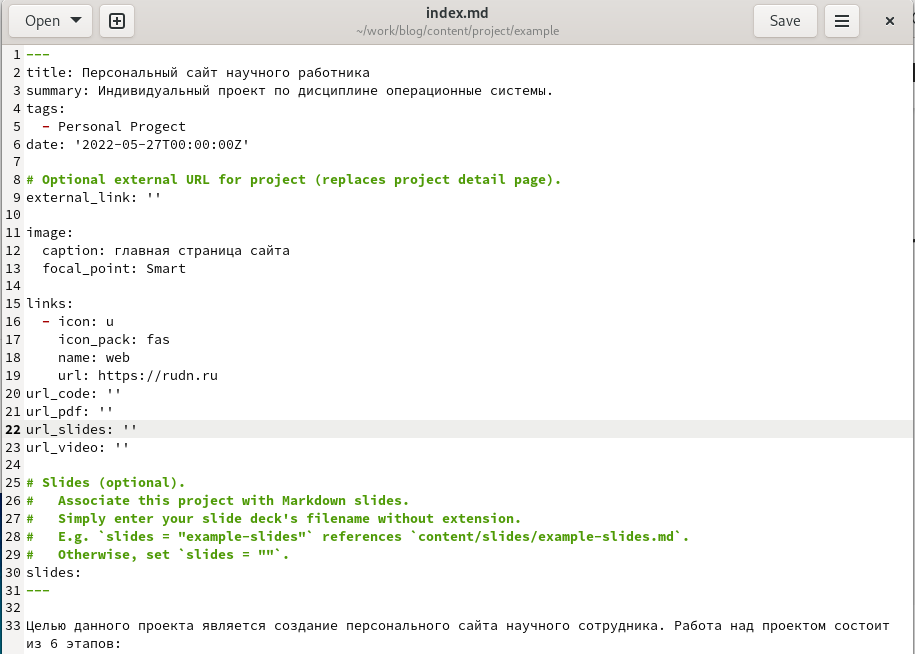 Open
index.md
~/work/blog/content/project/example
Save
1 ---
2 title: Персональный сайт научного работника
3 summary: Индивидуальный проект по дисциплине операционные системы.
4 tags:
5   - Personal Progect
6 date: '2022-05-27T00:00:00Z'
7
8 # Optional external URL for project (replaces project detail page).
9 external_link: ''
10
11 image:
12   caption: главная страница сайта
13   focal_point: Smart
14
15 links:
16   - icon: u
17     icon_pack: fas
18     name: web
19     url: https://rudn.ru
20 url_code: ''
21 url_pdf: ''
22 url_slides: ''
23 url_video: ''
24
25 # Slides (optional).
26 #   Associate this project with Markdown slides.
27 #   Simply enter your slide deck's filename without extension.
28 #   E.g. `slides = "example-slides"` references `content/slides/example-slides.md`.
29 #   Otherwise, set `slides = ""`.
30 slides:
31 ---
32
33 Целью данного проекта является создание персонального сайта научного сотрудника. Работа над проектом состоит
из 6 этапов: